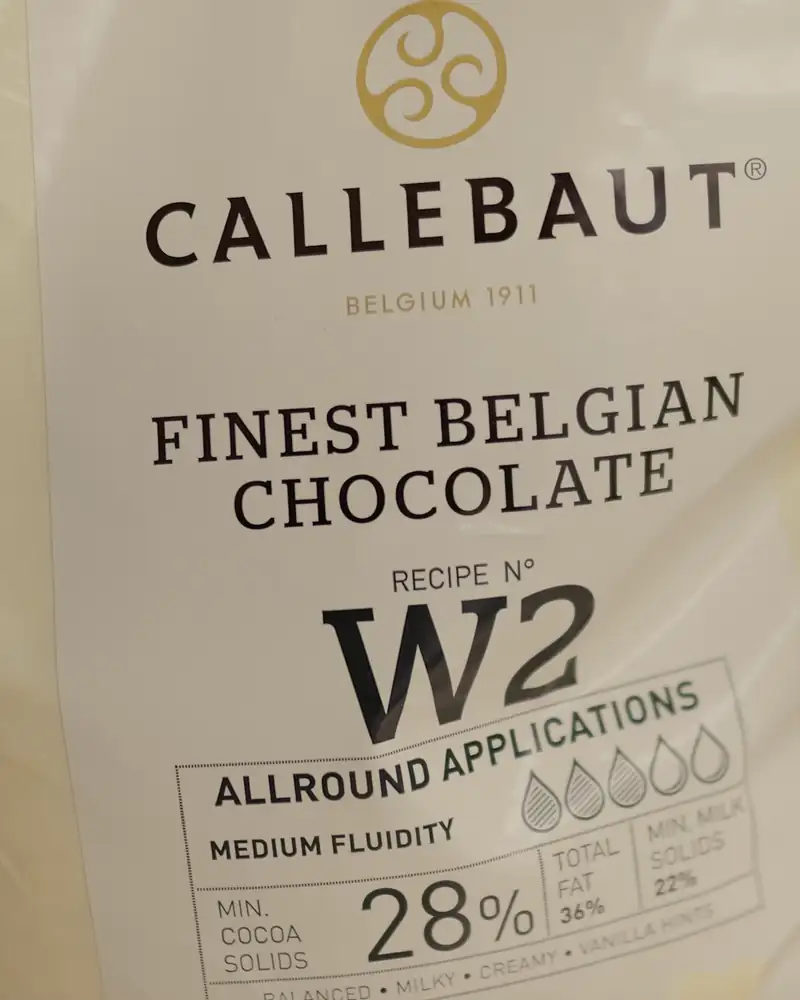 CALLEBAUT®
BELGIUM 1911
FINEST BELGIAN
CHOCOLATE
RECIPE N°
W2
ALLROUND APPLICATIONS
MEDIUM FLUIDITY
MIN.
COCOA
SOLIDS
28%
TOTAL
FAT
36%
MIN. MILK
SOLIDS
22%
BALANCED • MILKY • CREAMY • VANILLA HINTS